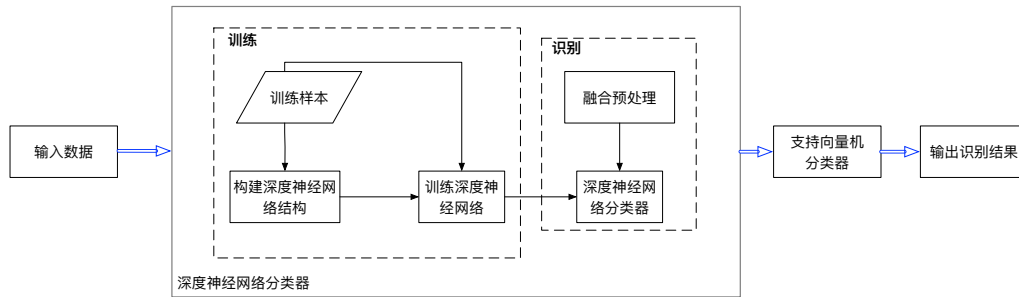 训练
识别
训练样本
融合预处理
输入数据
支持向量机
分类器
输出识别结果
构建深度神经网
络结构
训练深度神
经网络
深度神经网
络分类器
深度神经网络分类器